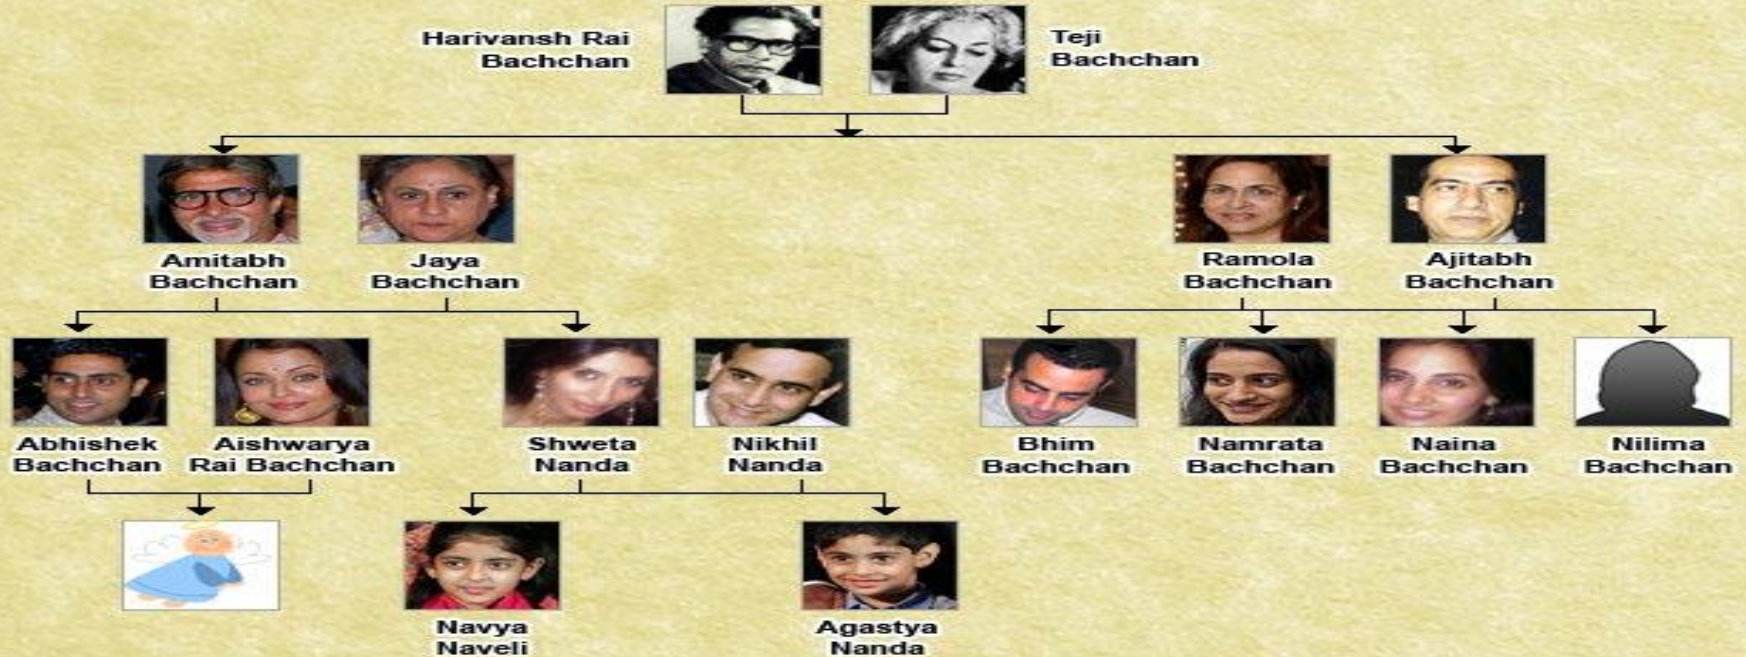 Harivansh Rai
Bachchan
Teji
Bachchan
Amitabh
Bachchan
Jaya
Bachchan
Ramola
Bachchan
Ajitabh
Bachchan
Abhishek
Bachchan
Aishwarya
Rai Bachchan
Shweta
Nanda
Nikhil
Nanda
Bhim
Bachchan
Namrata
Bachchan
Naina
Bachchan
Nilima
Bachchan
Navya
Naveli
Agastya
Nanda